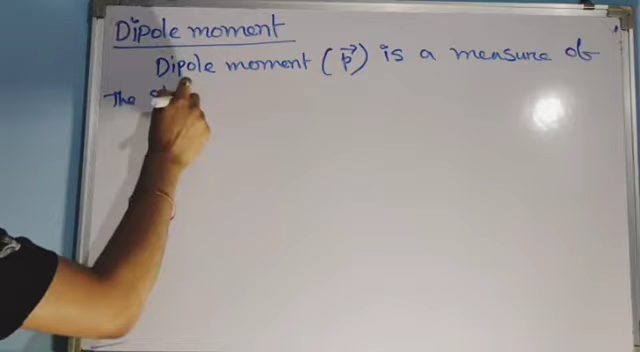 Dipole moment
Dipole moment (p⃗) is a measure of
The